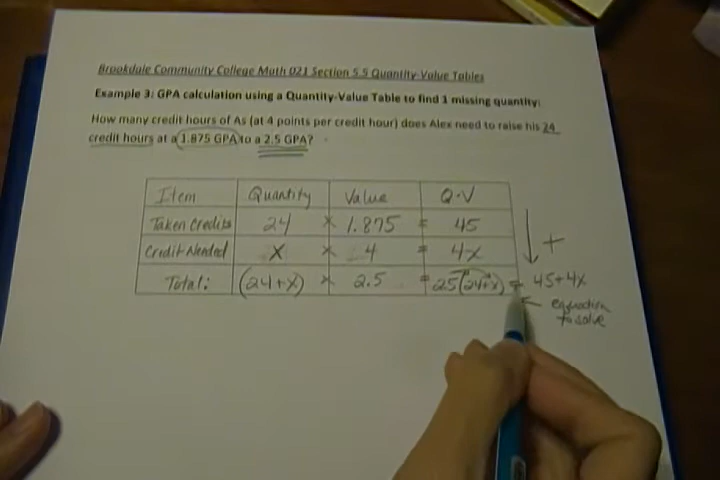 Brookdale Community College Math 021 Section 5.5 Quantity-Value Tables
Example 3: GPA calculation using a Quantity-Value Table to find 1 missing quantity:
How many credit hours of As (at 4 points per credit hour) does Alex need to raise his 24
credit hours at a 1.875 GPA to a 2.5 GPA?
Item Quantity Value Q·V
Taken Credits 24 × 1.875 = 45
Credit Needed x × 4 = 4x
+
Total: (24+x) × 2.5 = 2.5(24+x) = 45+4x
← equation
to solve